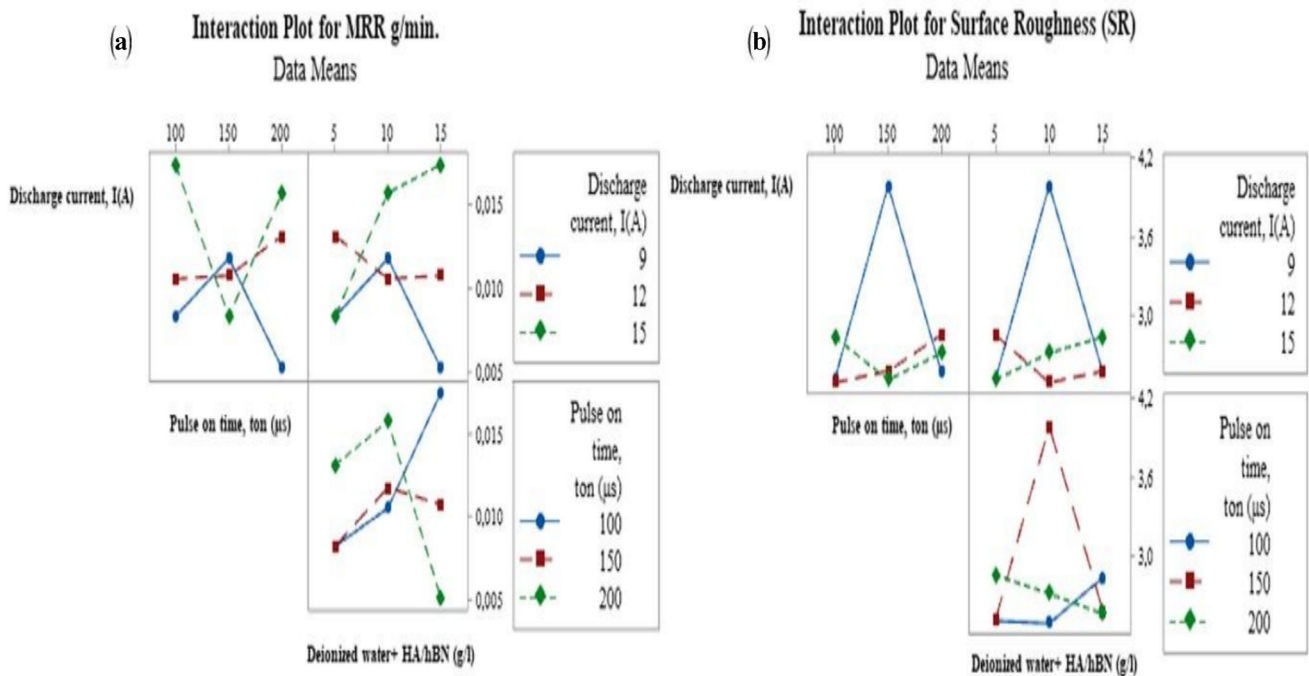 (a)
Interaction Plot for MRR g/min.
Data Means
100 150 200 5 10 15
Discharge current, I(A)
0,015
0,010
0,005
Discharge
current, I(A)
9
12
15
Pulse on time, ton (µs)
0,015
0,010
0,005
Pulse on
time,
ton (µs)
100
150
200
Deionized water+ HA/hBN (g/l)
(b)
Interaction Plot for Surface Roughness (SR)
Data Means
100 150 200 5 10 15
Discharge current, I(A)
4,2
3,6
3,0
Discharge
current, I(A)
9
12
15
Pulse on time, ton (µs)
4,2
3,6
3,0
Pulse on
time,
ton (µs)
100
150
200
Deionized water+ HA/hBN (g/l)